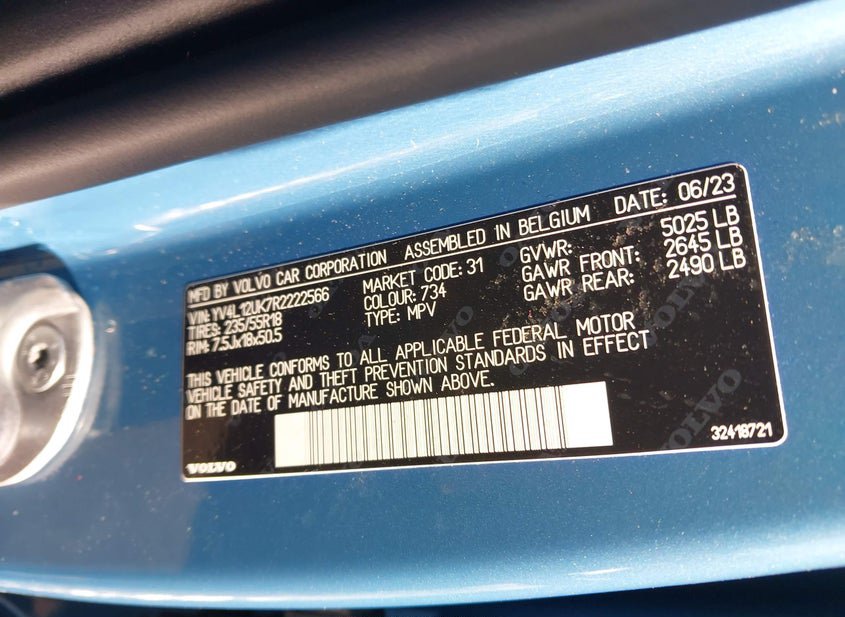 MFD BY VOLVO CAR CORPORATION ASSEMBLED IN BELGIUM DATE: 06/23
VIN: YV4L12UK7R2222566 MARKET CODE: 31 GVWR: 5025 LB
TIRES: 235/55R18 COLOUR: 734 GAWR FRONT: 2645 LB
RIM: 7.5Jx18x50.5 TYPE: MPV GAWR REAR: 2490 LB
THIS VEHICLE CONFORMS TO ALL APPLICABLE FEDERAL MOTOR
VEHICLE SAFETY AND THEFT PREVENTION STANDARDS IN EFFECT
ON THE DATE OF MANUFACTURE SHOWN ABOVE.
VOLVO 32418721